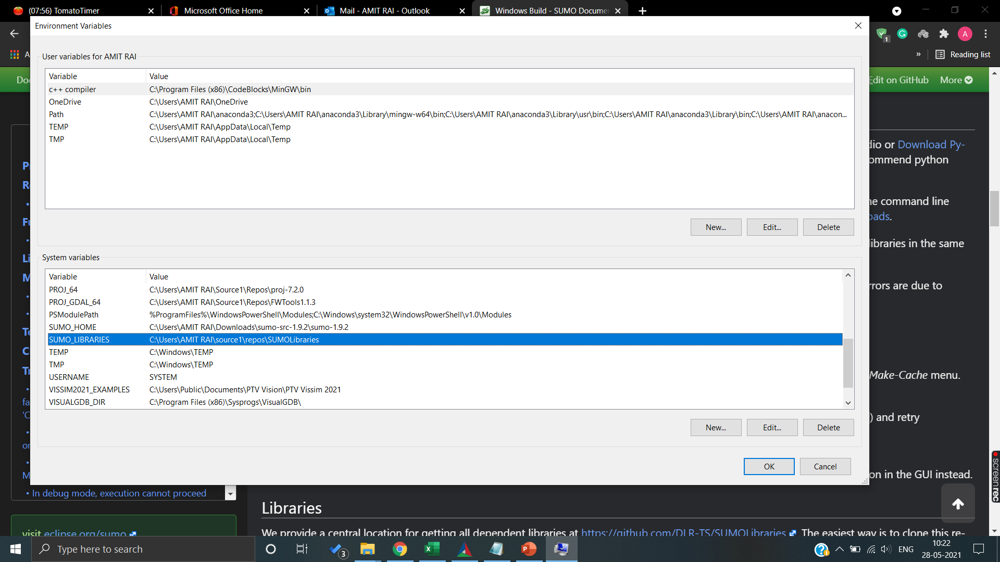 (07:56) TomatoTimer
Microsoft Office Home
Mail - AMIT RAI - Outlook
Windows Build - SUMO Docume
Environment Variables
1
A
A
Reading list
User variables for AMIT RAI
Variable Value
c++ compiler C:\Program Files (x86)\CodeBlocks\MinGW\bin
OneDrive C:\Users\AMIT RAI\OneDrive
Path C:\Users\AMIT RAI\anaconda3;C:\Users\AMIT RAI\anaconda3\Library\mingw-w64\bin;C:\Users\AMIT RAI\anaconda3\Library\usr\bin;C:\Users\AMIT RAI\anaconda3\Library\bin;C:\Users\AMIT RAI\anacon...
TEMP C:\Users\AMIT RAI\AppData\Local\Temp
TMP C:\Users\AMIT RAI\AppData\Local\Temp
New... Edit... Delete
System variables
Variable Value
PROJ_64 C:\Users\AMIT RAI\Source1\Repos\proj-7.2.0
PROJ_GDAL_64 C:\Users\AMIT RAI\Source1\Repos\FWTools1.1.3
PSModulePath %ProgramFiles%\WindowsPowerShell\Modules;C:\Windows\system32\WindowsPowerShell\v1.0\Modules
SUMO_HOME C:\Users\AMIT RAI\Downloads\sumo-src-1.9.2\sumo-1.9.2
SUMO_LIBRARIES C:\Users\AMIT RAI\source1\repos\SUMOLibraries
TEMP C:\Windows\TEMP
TMP C:\Windows\TEMP
USERNAME SYSTEM
VISSIM2021_EXAMPLES C:\Users\Public\Documents\PTV Vision\PTV Vissim 2021
VISUALGDB_DIR C:\Program Files (x86)\Sysprogs\VisualGDB\
New... Edit... Delete
OK Cancel
Edit on GitHub More
dio or Download Py-
ommend python
he command line
oads.
libraries in the same
rrors are due to
Make-Cache menu.
) and retry
on in the GUI instead.
screenrec
Doc
P
R
F
Li
M
Te
C
Tr
fa
'C
or
M
• In debug mode, execution cannot proceed
visit eclipse.org/sumo
Libraries
We provide a central location for getting all dependent libraries at https://github.com/DLR-TS/SUMOLibraries The easiest way is to clone this re-
Type here to search
3
ENG
10:22
28-05-2021